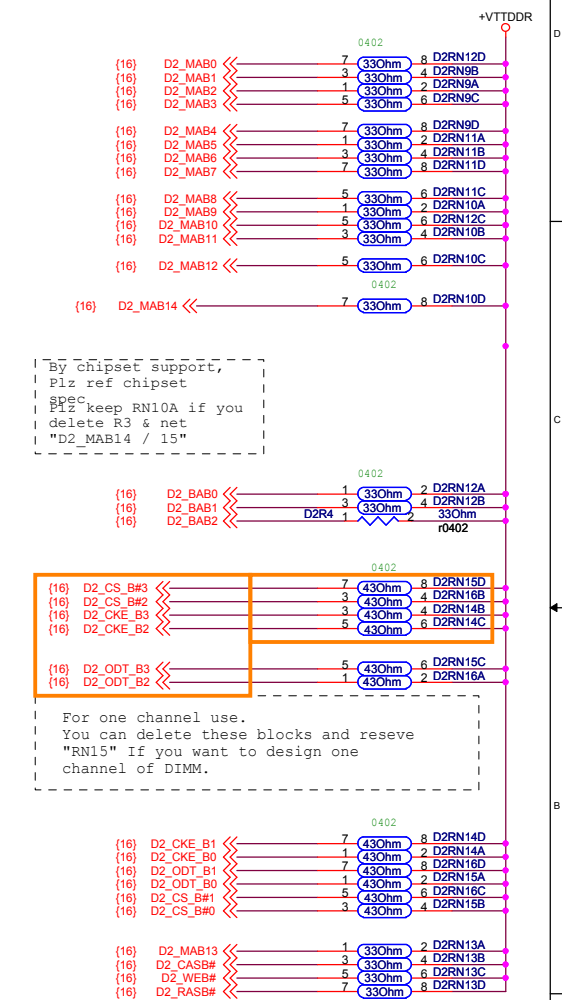 +VTTDDR
D
0402
{16} D2_MAB0 7 33Ohm 8 D2RN12D
{16} D2_MAB1 3 33Ohm 4 D2RN9B
{16} D2_MAB2 1 33Ohm 2 D2RN9A
{16} D2_MAB3 5 33Ohm 6 D2RN9C
{16} D2_MAB4 7 33Ohm 8 D2RN9D
{16} D2_MAB5 1 33Ohm 2 D2RN11A
{16} D2_MAB6 3 33Ohm 4 D2RN11B
{16} D2_MAB7 7 33Ohm 8 D2RN11D
{16} D2_MAB8 5 33Ohm 6 D2RN11C
{16} D2_MAB9 1 33Ohm 2 D2RN10A
{16} D2_MAB10 5 33Ohm 6 D2RN12C
{16} D2_MAB11 3 33Ohm 4 D2RN10B
{16} D2_MAB12 5 33Ohm 6 D2RN10C
0402
{16} D2_MAB14 7 33Ohm 8 D2RN10D
By chipset support,
Plz ref chipset
spec
Plz keep RN10A if you
delete R3 & net
"D2_MAB14 / 15"
C
0402
{16} D2_BAB0 1 33Ohm 2 D2RN12A
{16} D2_BAB1 3 33Ohm 4 D2RN12B
{16} D2_BAB2 D2R4 1 2 33Ohm
r0402
0402
{16} D2_CS_B#3 7 43Ohm 8 D2RN15D
{16} D2_CS_B#2 3 43Ohm 4 D2RN16B
{16} D2_CKE_B3 3 43Ohm 4 D2RN14B
{16} D2_CKE_B2 5 43Ohm 6 D2RN14C
{16} D2_ODT_B3 5 43Ohm 6 D2RN15C
{16} D2_ODT_B2 1 43Ohm 2 D2RN16A
For one channel use.
You can delete these blocks and reseve
"RN15" If you want to design one
channel of DIMM.
B
0402
{16} D2_CKE_B1 7 43Ohm 8 D2RN14D
{16} D2_CKE_B0 1 43Ohm 2 D2RN14A
{16} D2_ODT_B1 7 43Ohm 8 D2RN16D
{16} D2_ODT_B0 1 43Ohm 2 D2RN15A
{16} D2_CS_B#1 5 43Ohm 6 D2RN16C
{16} D2_CS_B#0 3 43Ohm 4 D2RN15B
{16} D2_MAB13 1 33Ohm 2 D2RN13A
{16} D2_CASB# 3 33Ohm 4 D2RN13B
{16} D2_WEB# 5 33Ohm 6 D2RN13C
{16} D2_RASB# 7 33Ohm 8 D2RN13D